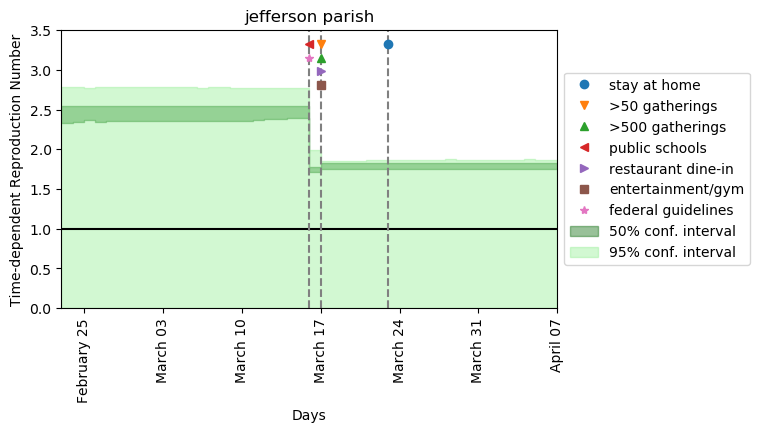 jefferson parish
Time-dependent Reproduction Number
3.5
3.0
2.5
2.0
1.5
1.0
0.5
0.0
February 25
March 03
March 10
March 17
March 24
March 31
April 07
Days
stay at home
>50 gatherings
>500 gatherings
public schools
restaurant dine-in
entertainment/gym
federal guidelines
50% conf. interval
95% conf. interval